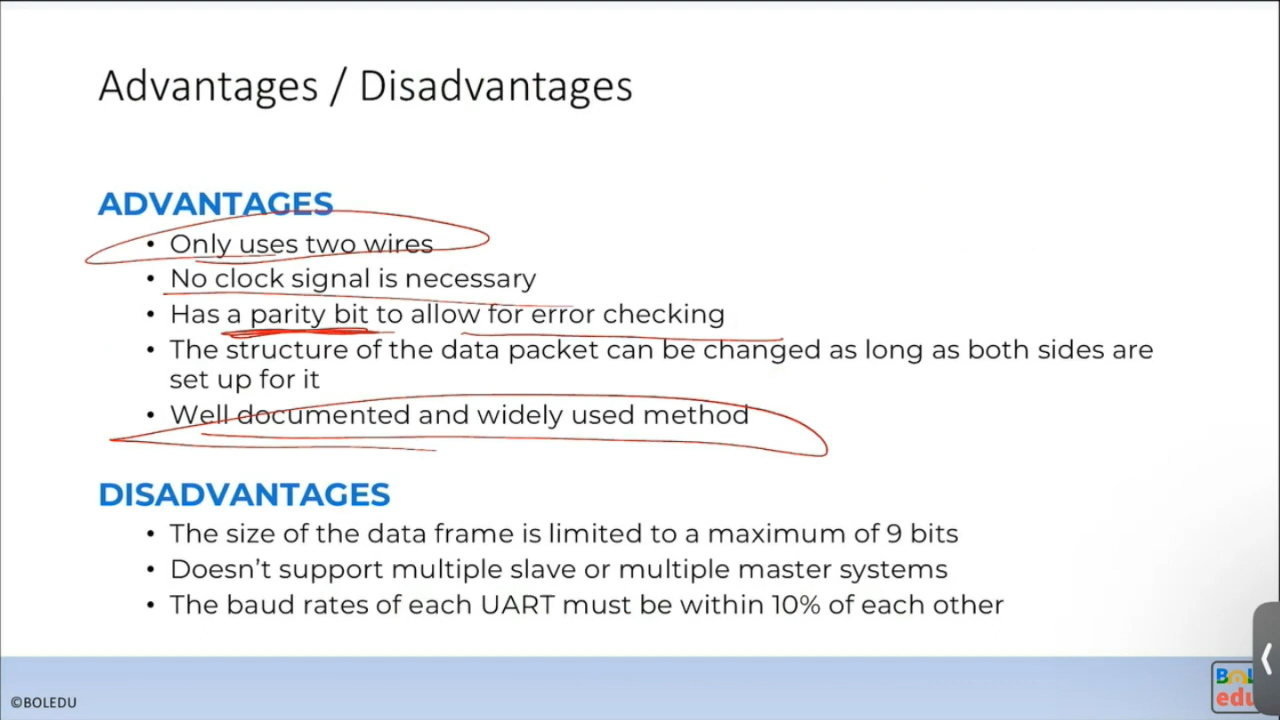 Advantages / Disadvantages
ADVANTAGES
• Only uses two wires
• No clock signal is necessary
• Has a parity bit to allow for error checking
• The structure of the data packet can be changed as long as both sides are
set up for it
• Well documented and widely used method
DISADVANTAGES
• The size of the data frame is limited to a maximum of 9 bits
• Doesn't support multiple slave or multiple master systems
• The baud rates of each UART must be within 10% of each other
©BOLEDU
BOL
edu